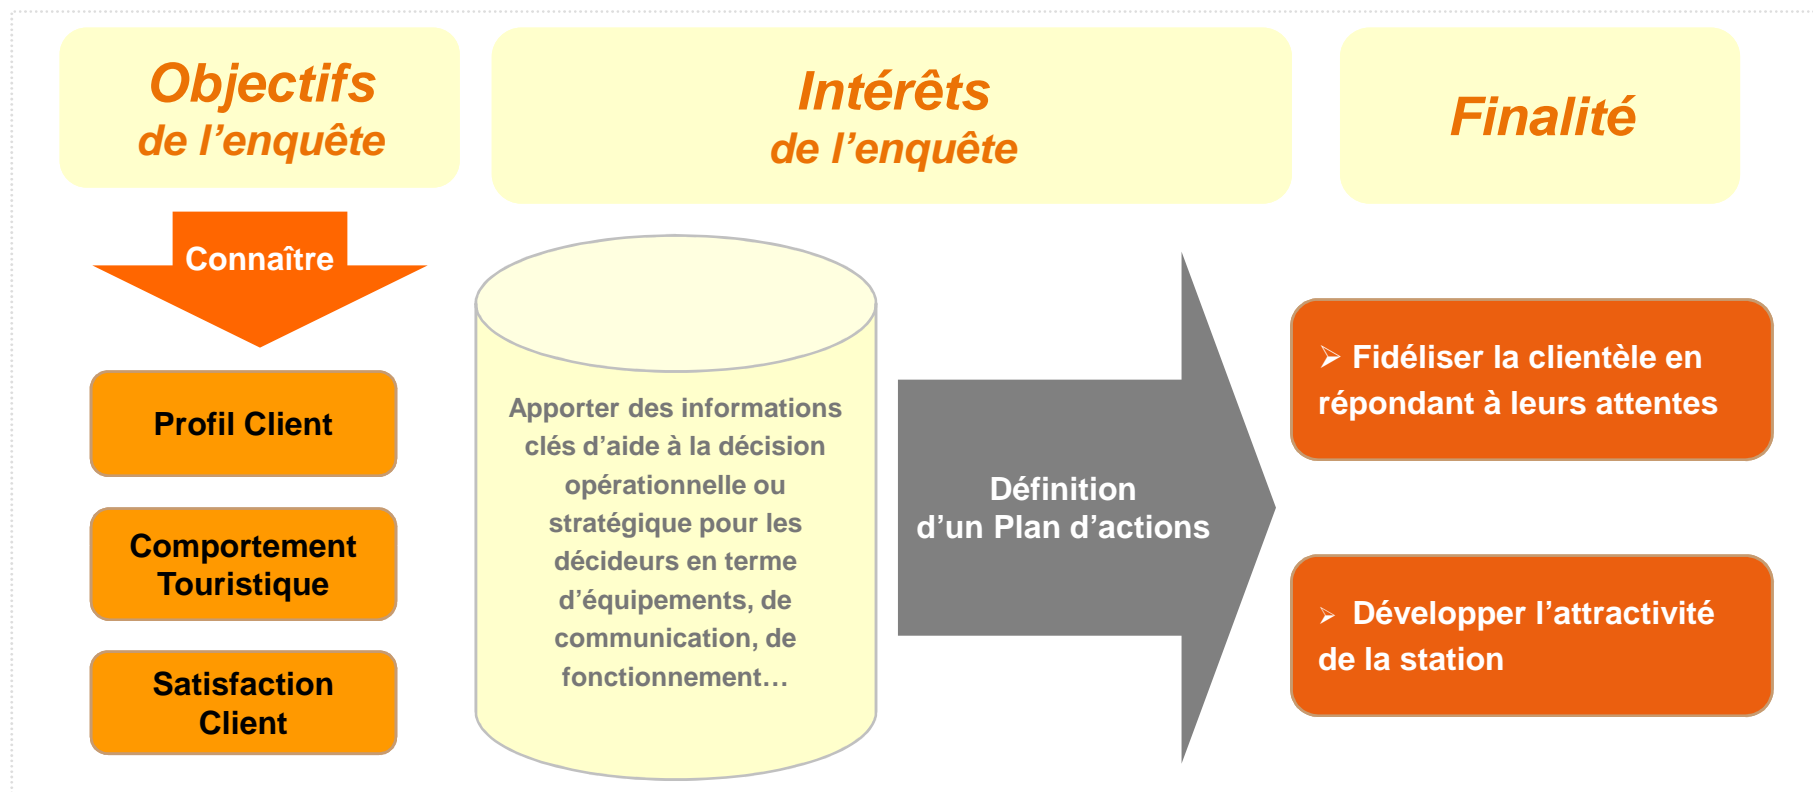 Objectifs
de l’enquête
Intérêts
de l’enquête
Finalité
Connaître
Profil Client
Comportement
Touristique
Satisfaction
Client
Apporter des informations
clés d’aide à la décision
opérationnelle ou
stratégique pour les
décideurs en terme
d’équipements, de
communication, de
fonctionnement…
Définition
d’un Plan d’actions
➢ Fidéliser la clientèle en
répondant à leurs attentes
➢ Développer l’attractivité
de la station